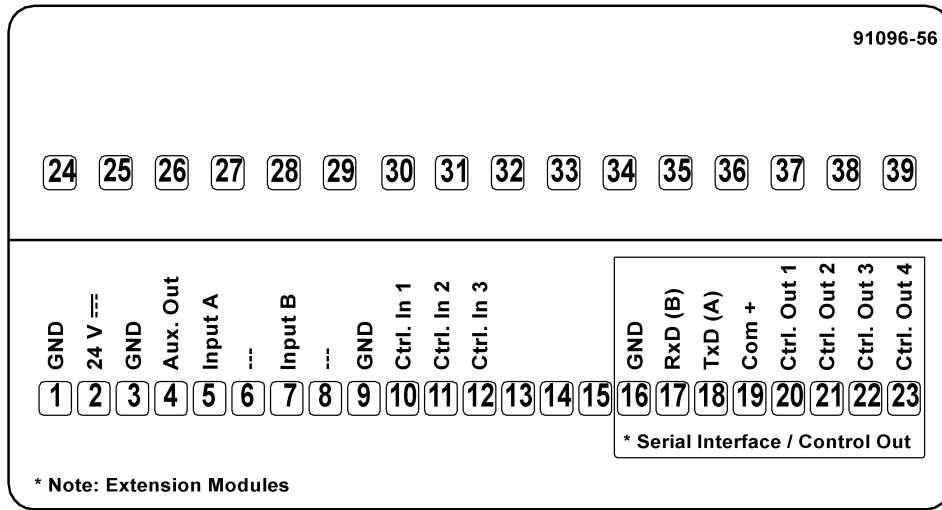 91096-56
24 25 26 27 28 29 30 31 32 33 34 35 36 37 38 39
GND
24 V ⎓
GND
Aux. Out
Input A
---
Input B
---
GND
Ctrl. In 1
Ctrl. In 2
Ctrl. In 3
GND
RxD (B)
TxD (A)
Com +
Ctrl. Out 1
Ctrl. Out 2
Ctrl. Out 3
Ctrl. Out 4
1 2 3 4 5 6 7 8 9 10 11 12 13 14 15 16 17 18 19 20 21 22 23
* Serial Interface / Control Out
* Note: Extension Modules